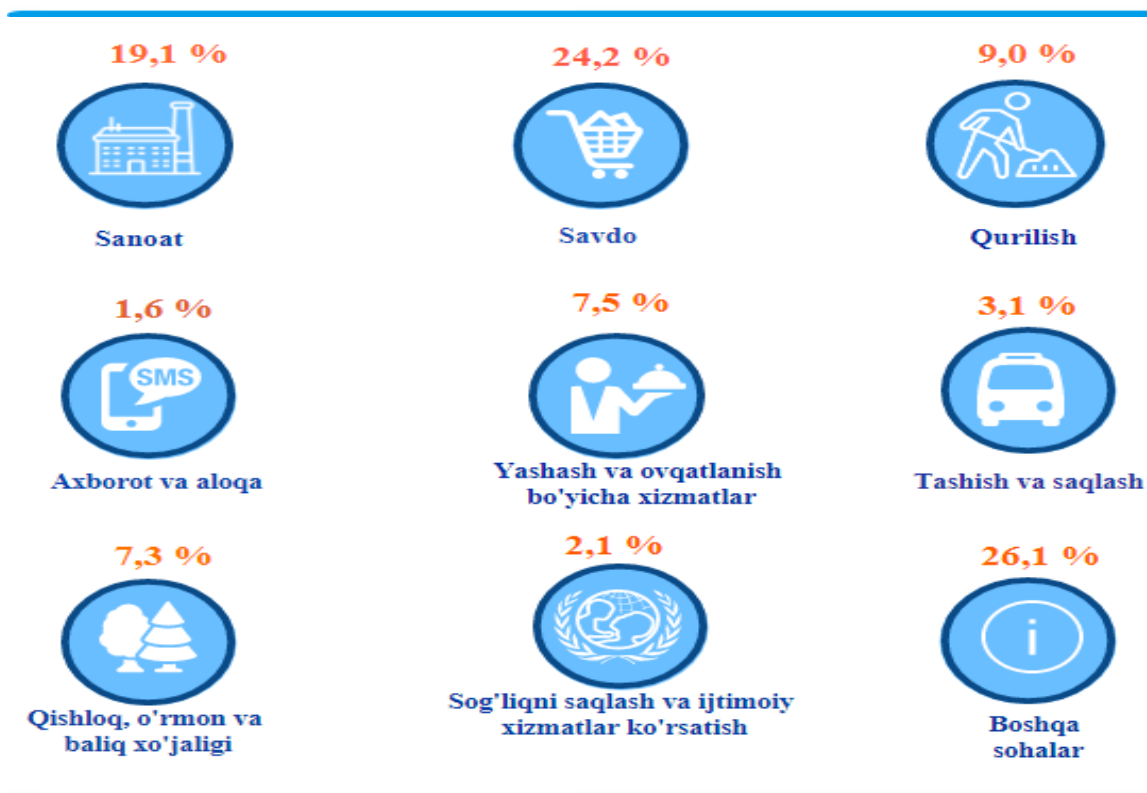 19,1 %
24,2 %
9,0 %
Sanoat
Savdo
Qurilish
1,6 %
7,5 %
3,1 %
SMS
Axborot va aloqa
Yashash va ovqatlanish
bo'yicha xizmatlar
Tashish va saqlash
7,3 %
2,1 %
26,1 %
i
Qishloq, o'rmon va
baliq xo'jaligi
Sog'liqni saqlash va ijtimoiy
xizmatlar ko'rsatish
Boshqa
sohalar